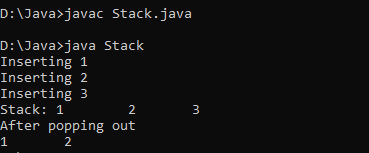 D:\Java>javac Stack.java
D:\Java>java Stack
Inserting 1
Inserting 2
Inserting 3
Stack: 1 2 3
After popping out
1 2